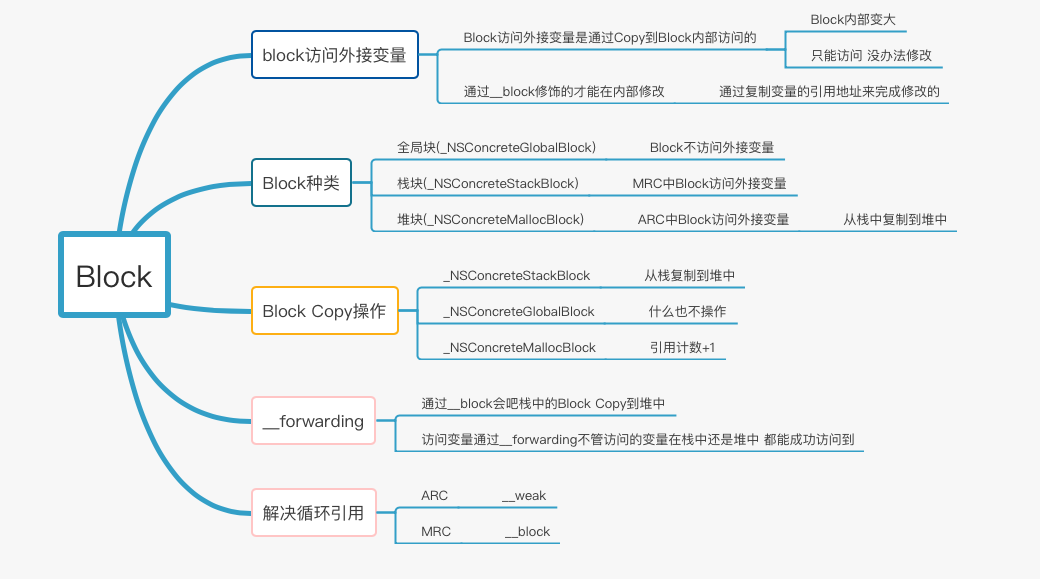 Block
block访问外接变量
Block访问外接变量是通过Copy到Block内部访问的
Block内部变大
只能访问 没办法修改
通过__block修饰的才能在内部修改
通过复制变量的引用地址来完成修改的
Block种类
全局块(_NSConcreteGlobalBlock)
Block不访问外接变量
栈块(_NSConcreteStackBlock)
MRC中Block访问外接变量
堆块(_NSConcreteMallocBlock)
ARC中Block访问外接变量
从栈中复制到堆中
Block Copy操作
_NSConcreteStackBlock
从栈复制到堆中
_NSConcreteGlobalBlock
什么也不操作
_NSConcreteMallocBlock
引用计数+1
__forwarding
通过__block会吧栈中的Block Copy到堆中
访问变量通过__forwarding不管访问的变量在栈中还是堆中 都能成功访问到
解决循环引用
ARC
__weak
MRC
__block